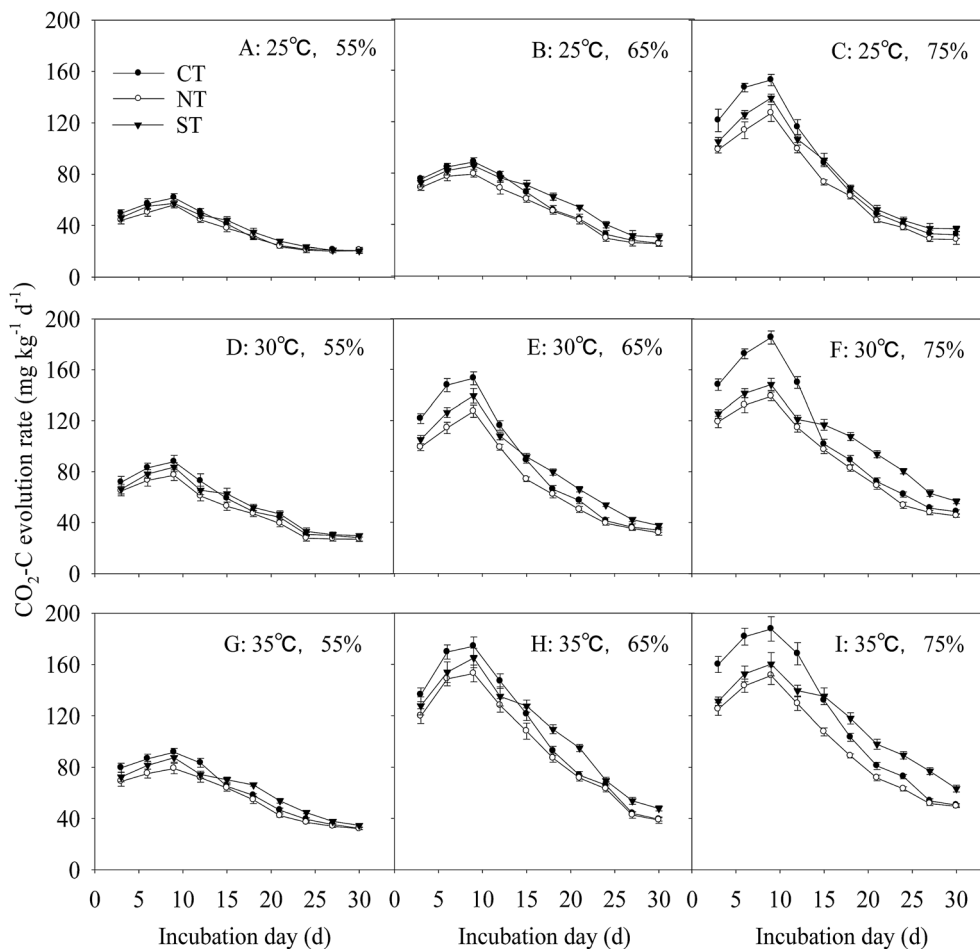 200
160
120
80
40
0
A: 25℃, 55%
CT
NT
ST
B: 25℃, 65%
C: 25℃, 75%
200
160
120
80
40
0
D: 30℃, 55%
E: 30℃, 65%
F: 30℃, 75%
CO₂-C evolution rate (mg kg⁻¹ d⁻¹)
200
160
120
80
40
0
G: 35℃, 55%
H: 35℃, 65%
I: 35℃, 75%
0 5 10 15 20 25 30 0 5 10 15 20 25 30 0 5 10 15 20 25 30
Incubation day (d) Incubation day (d) Incubation day (d)